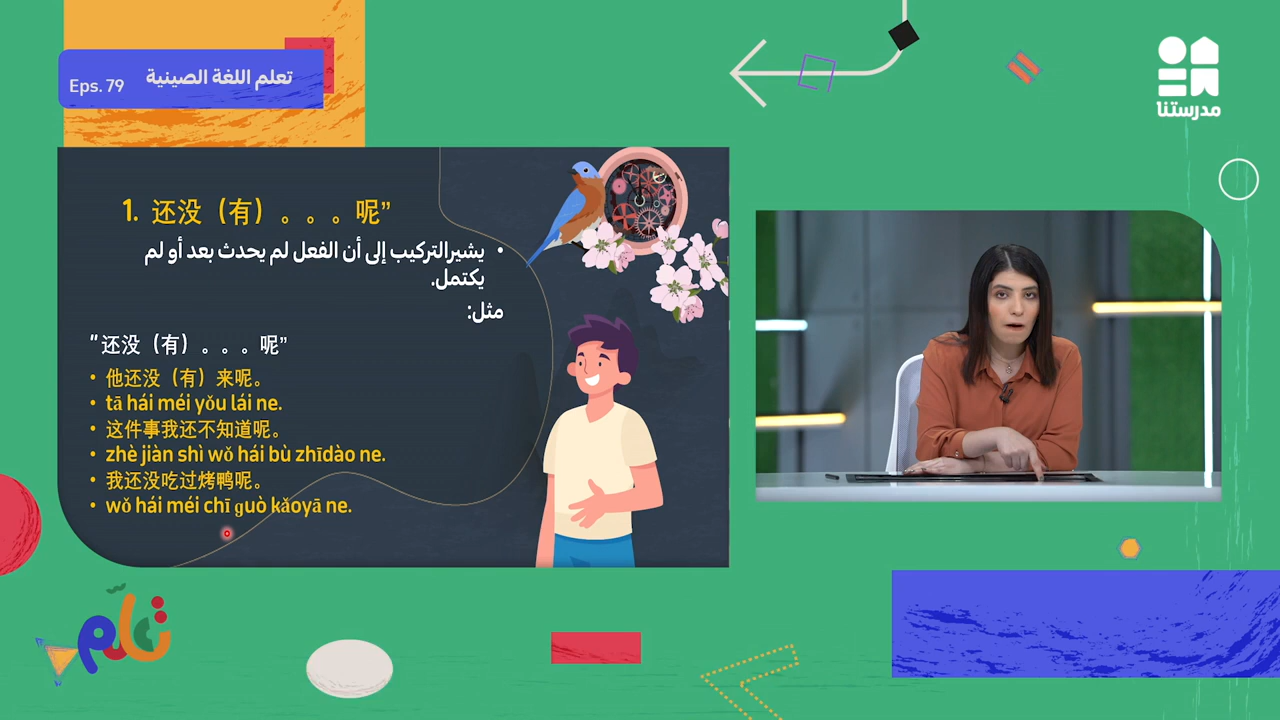 تعلم اللغة الصينية
Eps. 79
مدرستنا
1. 还没（有）。。。呢”
• يشيرالتركيب إلى أن الفعل لم يحدث بعد أو لم
يكتمل.
مثل:
"还没（有）。。。呢”
• 他还没（有）来呢。
• tā hái méi yǒu lái ne.
• 这件事我还不知道呢。
• zhè jiàn shì wǒ hái bù zhīdào ne.
• 我还没吃过烤鸭呢。
• wǒ hái méi chī guò kǎoyā ne.
تعلم